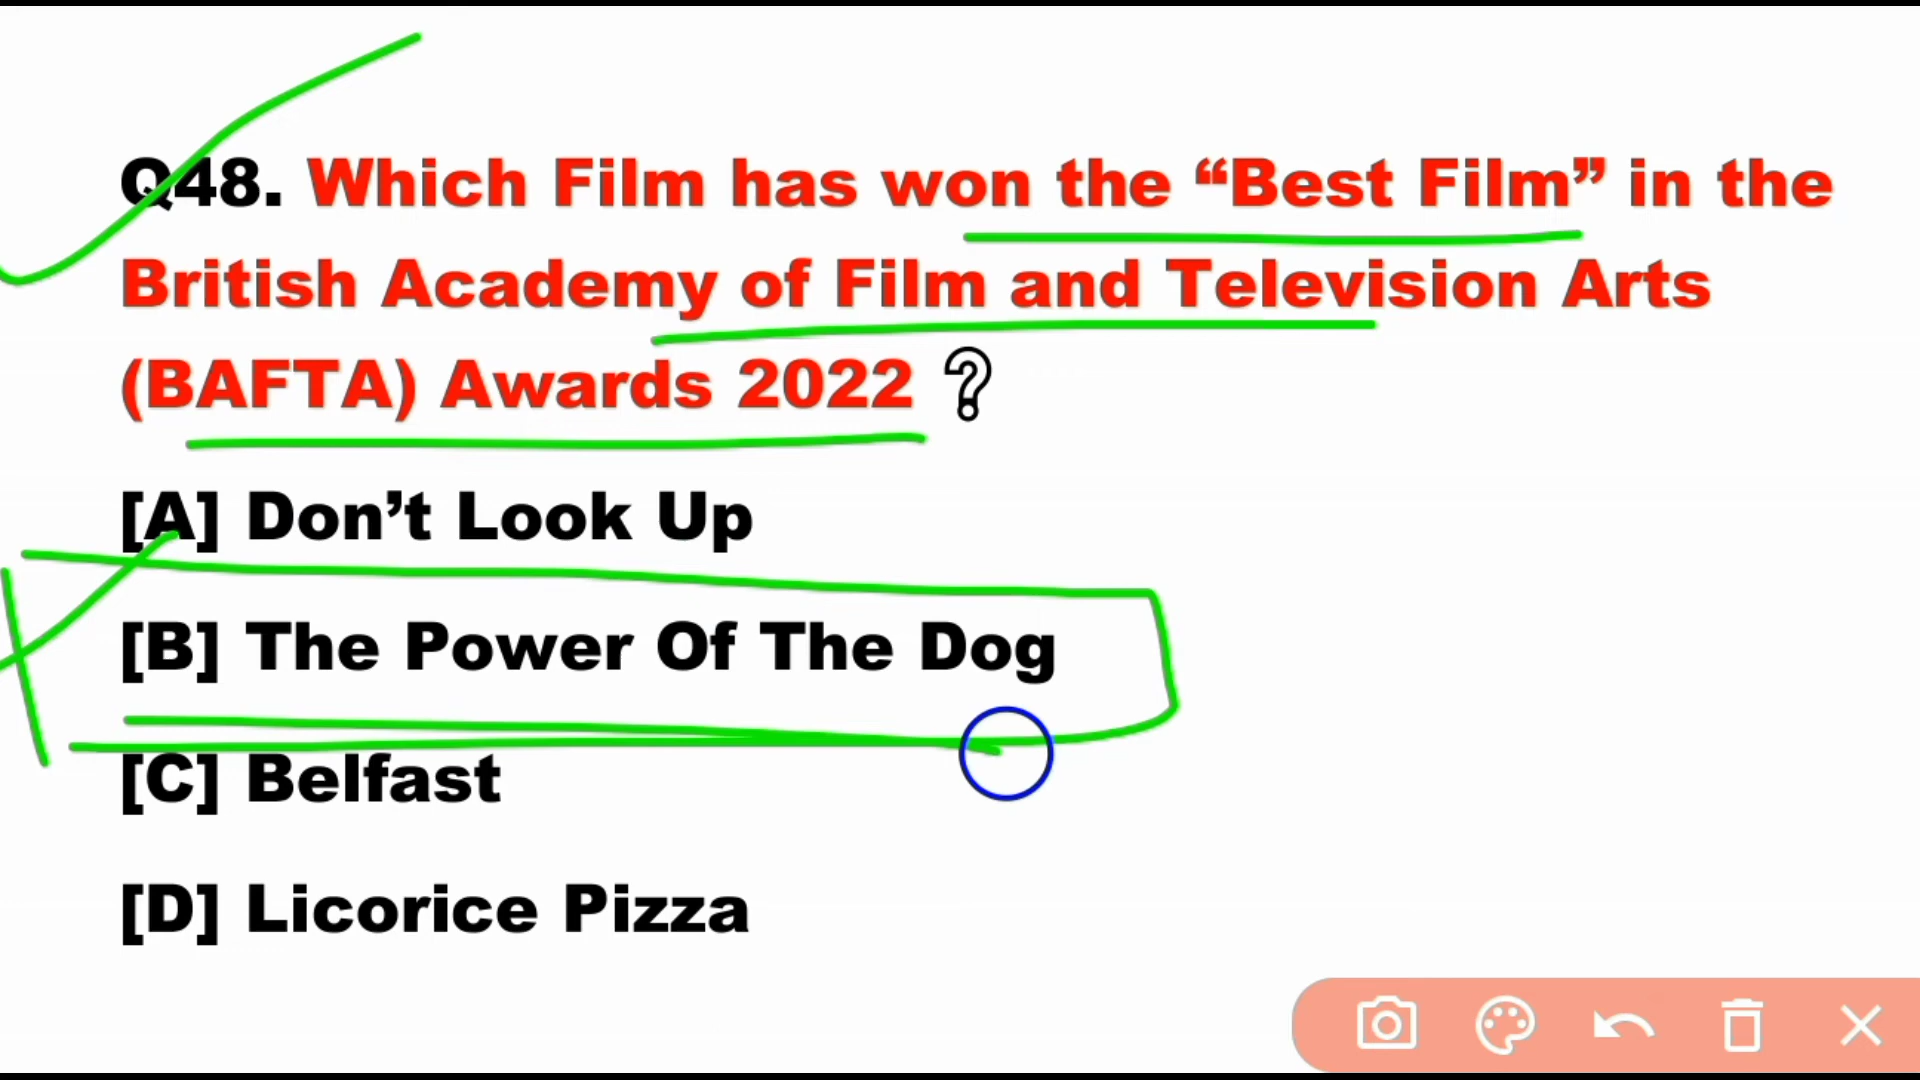 Q48. Which Film has won the “Best Film” in the
British Academy of Film and Television Arts
(BAFTA) Awards 2022 ?
[A] Don’t Look Up
[B] The Power Of The Dog
[C] Belfast
[D] Licorice Pizza